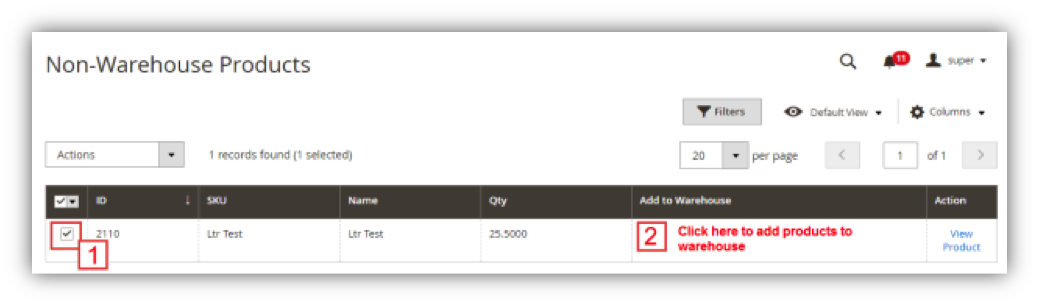 Non-Warehouse Products
11
super
Filters
Default View
Columns
Actions
1 records found (1 selected)
20
per page
1
of 1
ID
SKU
Name
Qty
Add to Warehouse
Action
2110
Ltr Test
Ltr Test
25.5000
2
Click here to add products to
warehouse
View
Product
1